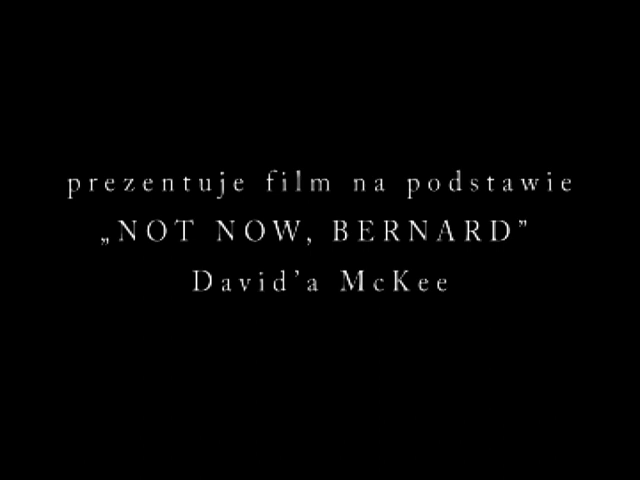 prezentuje film na podstawie
„NOT NOW, BERNARD”
David’a McKee